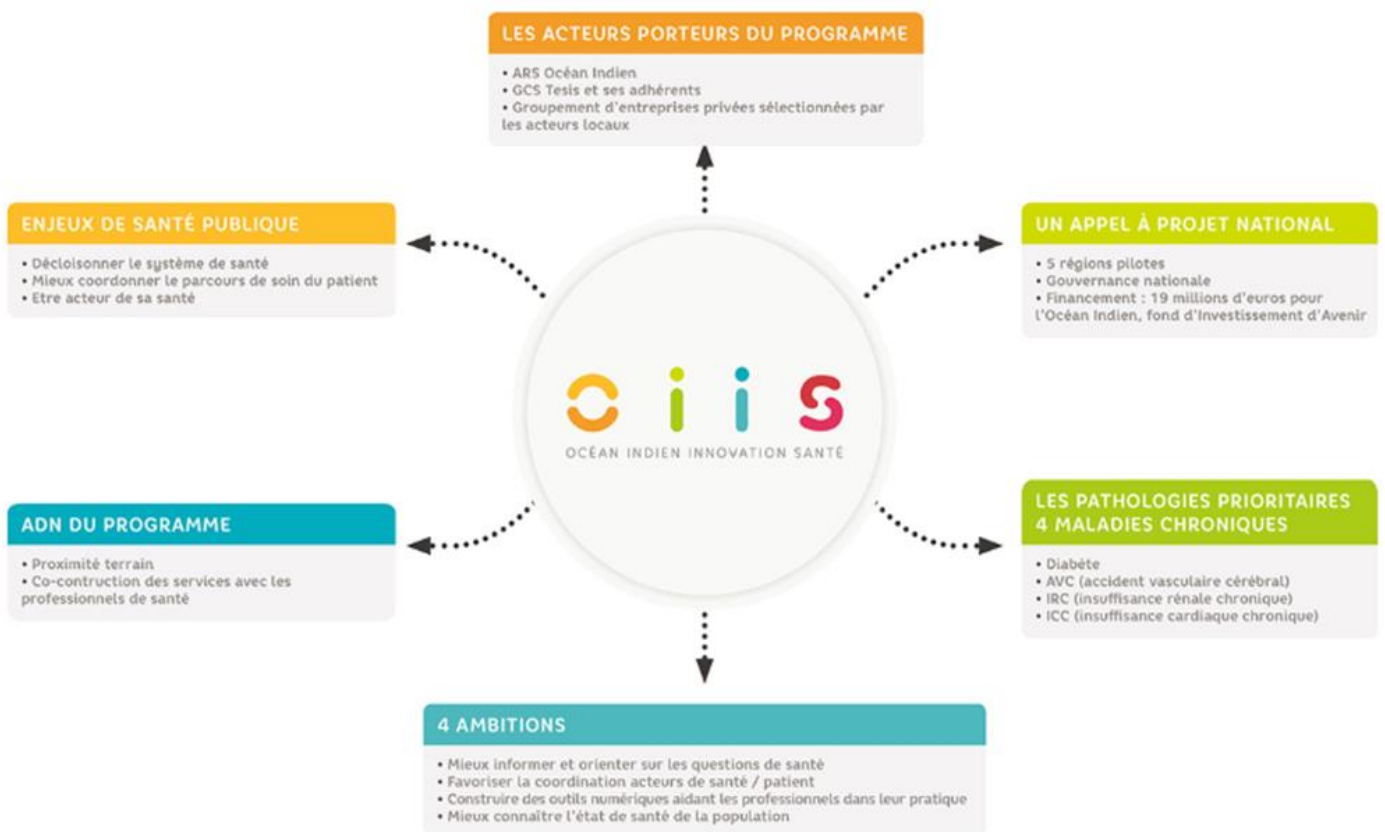 LES ACTEURS PORTEURS DU PROGRAMME
• ARS Océan Indien
• GCS Tesis et ses adhérents
• Groupement d'entreprises privées sélectionnées par
les acteurs locaux
ENJEUX DE SANTÉ PUBLIQUE
• Décloisonner le système de santé
• Mieux coordonner le parcours de soin du patient
• Etre acteur de sa santé
UN APPEL À PROJET NATIONAL
• 5 régions pilotes
• Gouvernance nationale
• Financement : 19 millions d'euros pour
l'Océan Indien, fond d'Investissement d'Avenir
oiis
OCÉAN INDIEN INNOVATION SANTÉ
ADN DU PROGRAMME
• Proximité terrain
• Co-contruction des services avec les
professionnels de santé
LES PATHOLOGIES PRIORITAIRES
4 MALADIES CHRONIQUES
• Diabète
• AVC (accident vasculaire cérébral)
• IRC (insuffisance rénale chronique)
• ICC (insuffisance cardiaque chronique)
4 AMBITIONS
• Mieux informer et orienter sur les questions de santé
• Favoriser la coordination acteurs de santé / patient
• Construire des outils numériques aidant les professionnels dans leur pratique
• Mieux connaître l'état de santé de la population